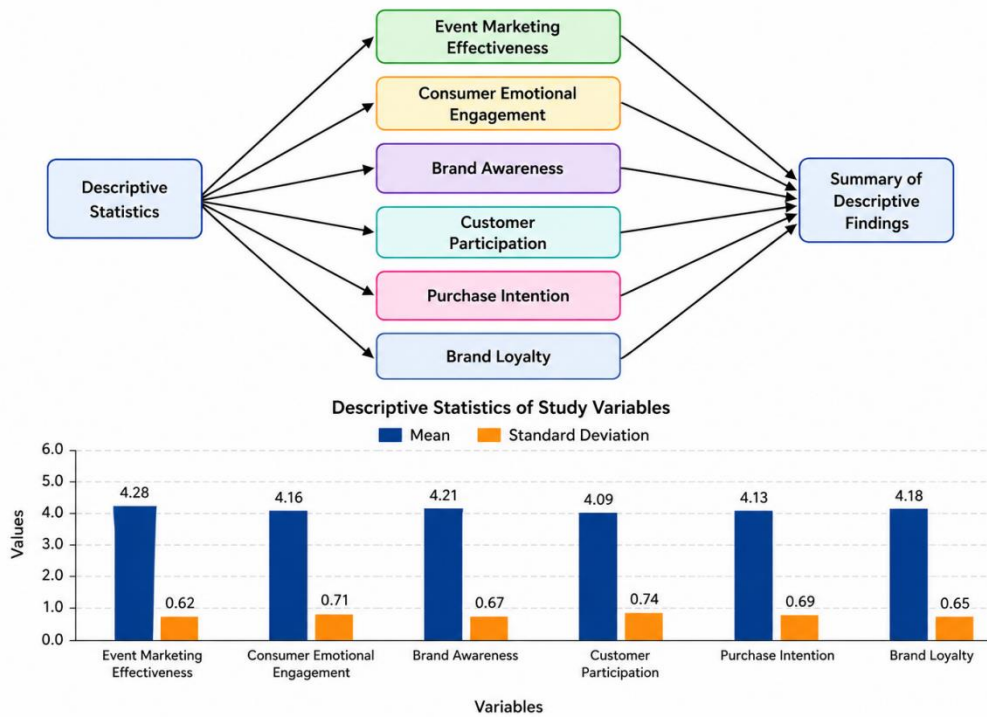 Event Marketing
Effectiveness
Consumer Emotional
Engagement
Descriptive
Statistics
Brand Awareness
Summary of
Descriptive
Findings
Customer
Participation
Purchase Intention
Brand Loyalty
Descriptive Statistics of Study Variables
Mean
Standard Deviation
Values
6.0
5.0
4.0
3.0
2.0
1.0
0.0
4.28
0.62
4.16
0.71
4.21
0.67
4.09
0.74
4.13
0.69
4.18
0.65
Event Marketing
Effectiveness
Consumer Emotional
Engagement
Brand Awareness
Customer
Participation
Purchase Intention
Brand Loyalty
Variables